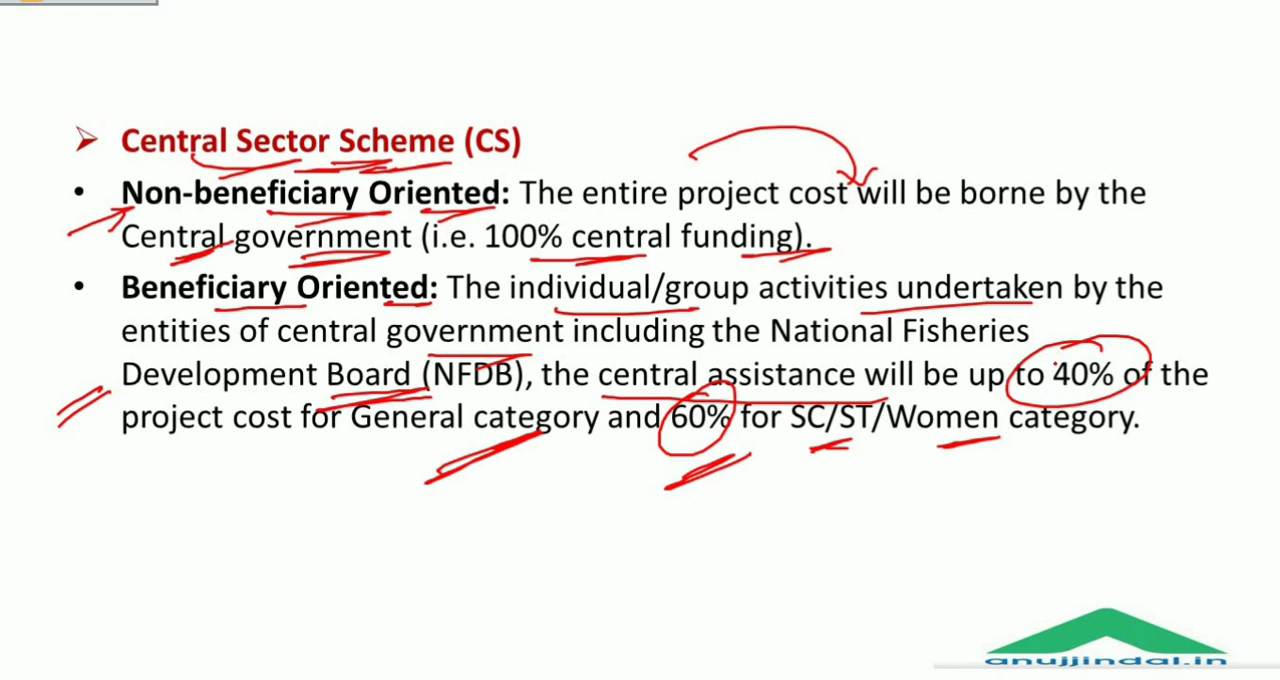 Central Sector Scheme (CS)
Non-beneficiary Oriented: The entire project cost will be borne by the
Central government (i.e. 100% central funding).
Beneficiary Oriented: The individual/group activities undertaken by the
entities of central government including the National Fisheries
Development Board (NFDB), the central assistance will be up to 40% of the
project cost for General category and 60% for SC/ST/Women category.
anujjindal.in